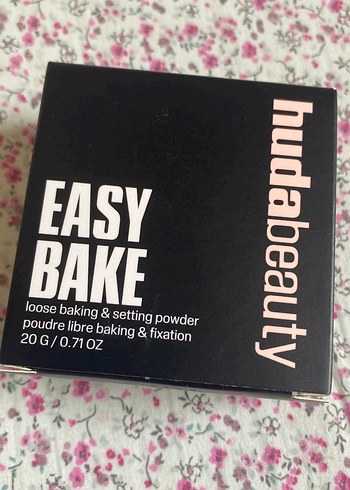 EASY
BAKE
loose baking & setting powder
poudre libre baking & fixation
20 G / 0.71 OZ
hudabeauty